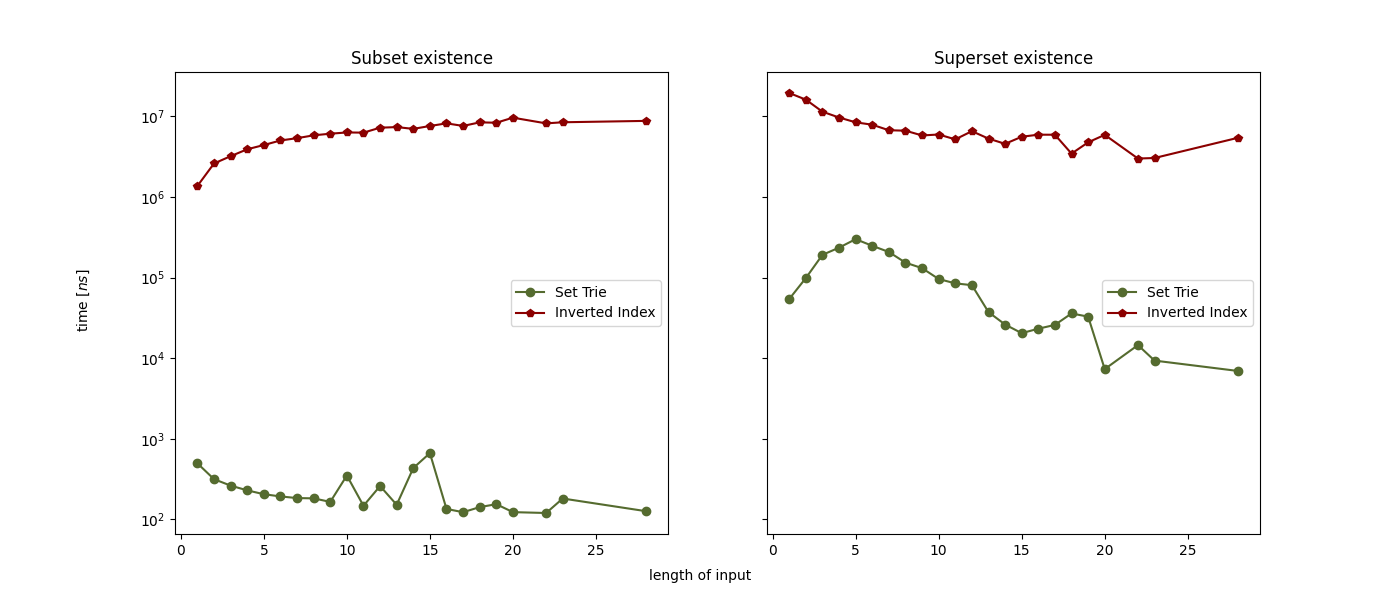 Subset existence
Superset existence
time [ns]
10^7
10^6
10^5
10^4
10^3
10^2
Set Trie
Inverted Index
0 5 10 15 20 25
Set Trie
Inverted Index
0 5 10 15 20 25
length of input